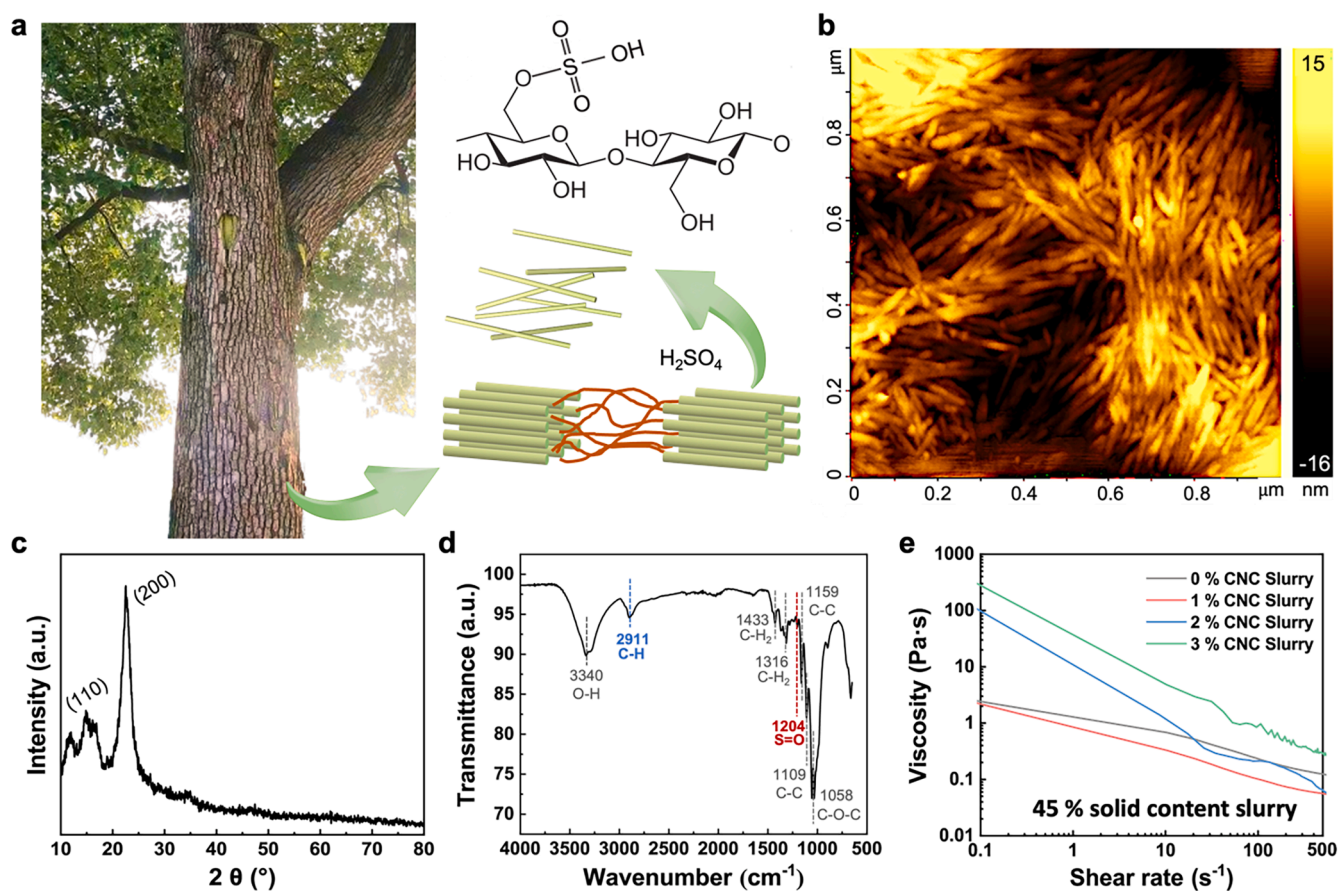 a
O
S
OH
O
O
O
HO
OH
O
HO
OH
O
O
OH
H₂SO₄
b
µm
0.8
0.6
0.4
0.2
0
0
0.2
0.4
0.6
0.8
µm
15
-16
nm
c
Intensity (a.u.)
(110)
(200)
10 20 30 40 50 60 70 80
2 θ (°)
d
Transmittance (a.u.)
100
95
90
85
80
75
70
3340
O-H
2911
C-H
1433
C-H₂
1316
C-H₂
1204
S=O
1159
C-C
1109
C-C
1058
C-O-C
4000 3500 3000 2500 2000 1500 1000 500
Wavenumber (cm⁻¹)
e
Viscosity (Pa·s)
1000
100
10
1
0.1
0.01
0 % CNC Slurry
1 % CNC Slurry
2 % CNC Slurry
3 % CNC Slurry
45 % solid content slurry
0.1 1 10 100 500
Shear rate (s⁻¹)